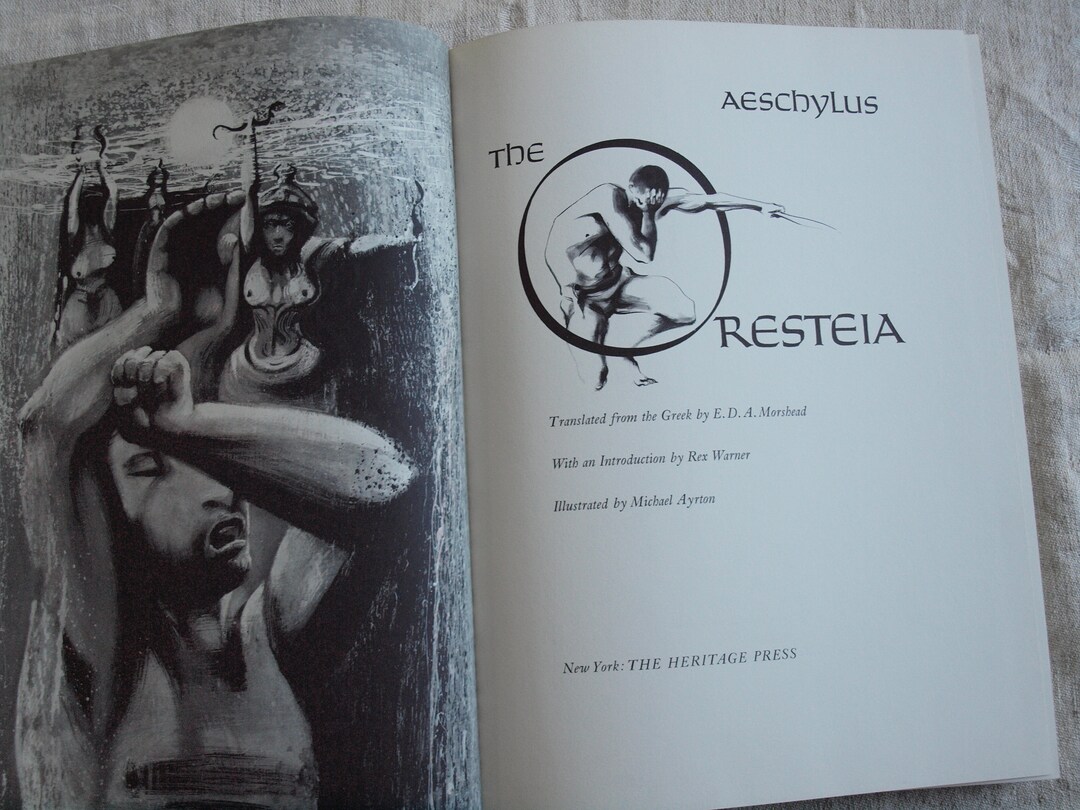 AESCHYLUS
THE
ORESTEIA
Translated from the Greek by E. D. A. Morshead
With an Introduction by Rex Warner
Illustrated by Michael Ayrton
New York: THE HERITAGE PRESS